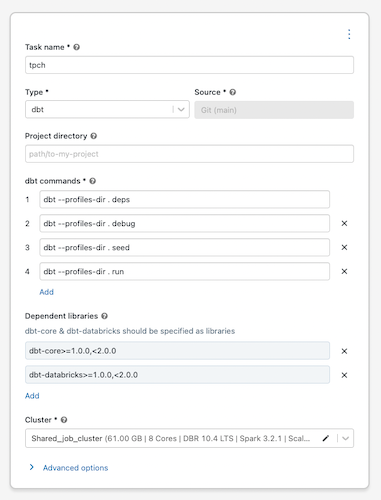 Task name *
tpch
Type * Source *
dbt Git (main)
Project directory
path/to-my-project
dbt commands *
1 dbt --profiles-dir . deps
2 dbt --profiles-dir . debug
3 dbt --profiles-dir . seed
4 dbt --profiles-dir . run
Add
Dependent libraries
dbt-core & dbt-databricks should be specified as libraries
dbt-core>=1.0.0,<2.0.0
dbt-databricks>=1.0.0,<2.0.0
Add
Cluster *
Shared_job_cluster (61.00 GB | 8 Cores | DBR 10.4 LTS | Spark 3.2.1 | Scal...
Advanced options